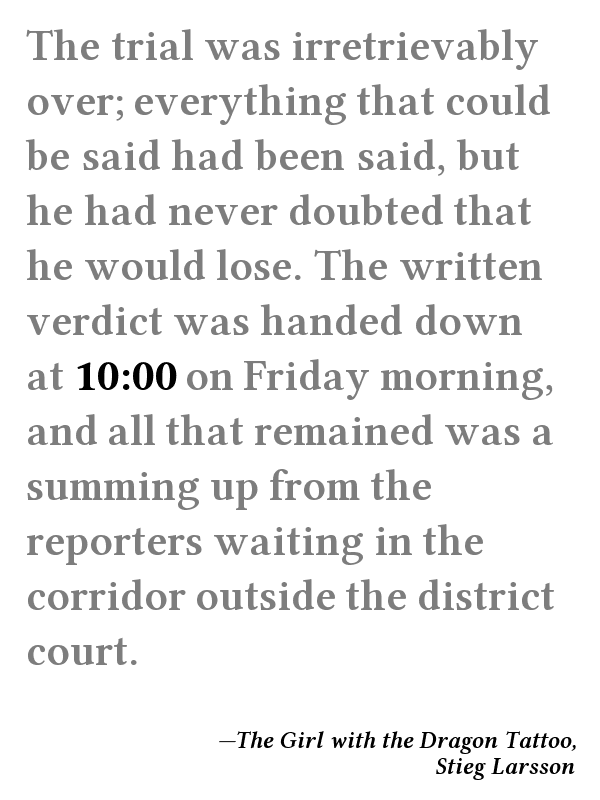 The trial was irretrievably
over; everything that could
be said had been said, but
he had never doubted that
he would lose. The written
verdict was handed down
at 10:00 on Friday morning,
and all that remained was a
summing up from the
reporters waiting in the
corridor outside the district
court.
—The Girl with the Dragon Tattoo,
Stieg Larsson